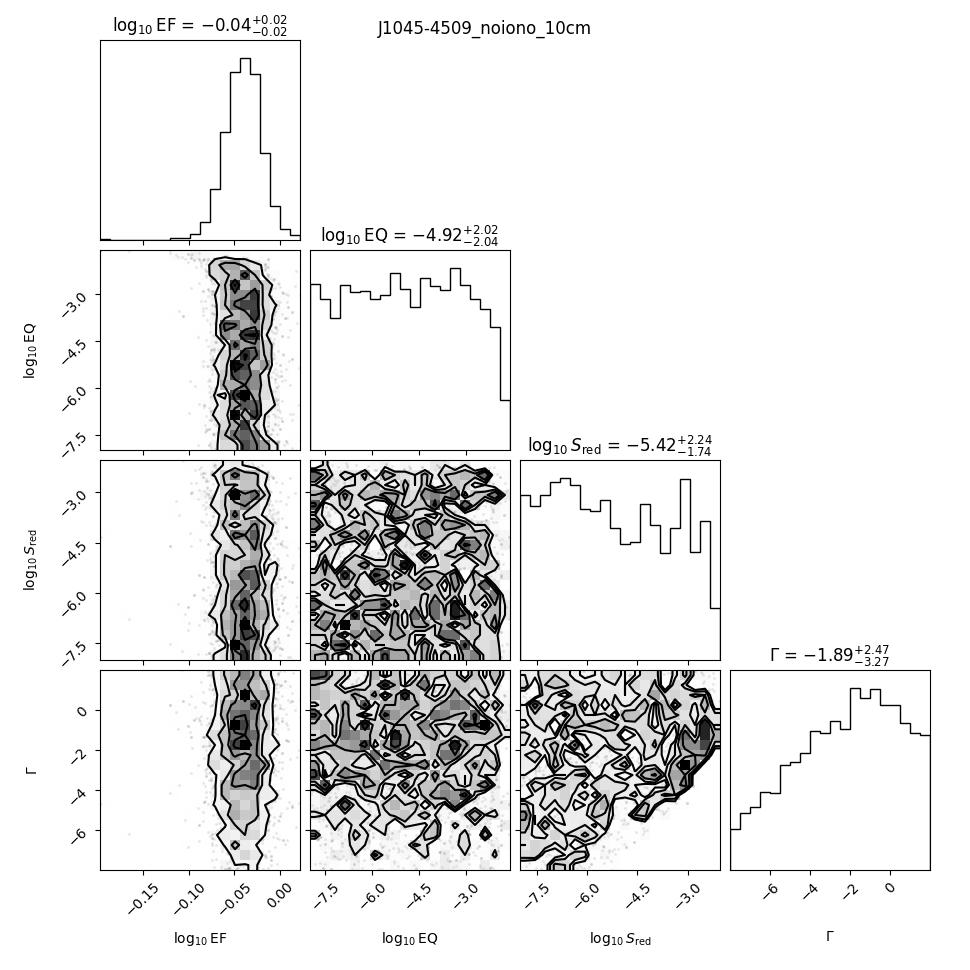 J1045-4509_noiono_10cm
log₁₀ EF = −0.04⁺⁰·⁰²₋₀.₀₂
log₁₀ EQ = −4.92⁺²·⁰²₋₂.₀₄
−3.0
−4.5
−6.0
−7.5
log₁₀ EQ
log₁₀ S_red = −5.42⁺²·²⁴₋₁.₇₄
−3.0
−4.5
−6.0
−7.5
log₁₀ S_red
Γ = −1.89⁺²·⁴⁷₋₃.₂₇
0
−2
−4
−6
Γ
−0.15 −0.10 −0.05 0.00
−7.5 −6.0 −4.5 −3.0
−7.5 −6.0 −4.5 −3.0
−6 −4 −2 0
log₁₀ EF
log₁₀ EQ
log₁₀ S_red
Γ